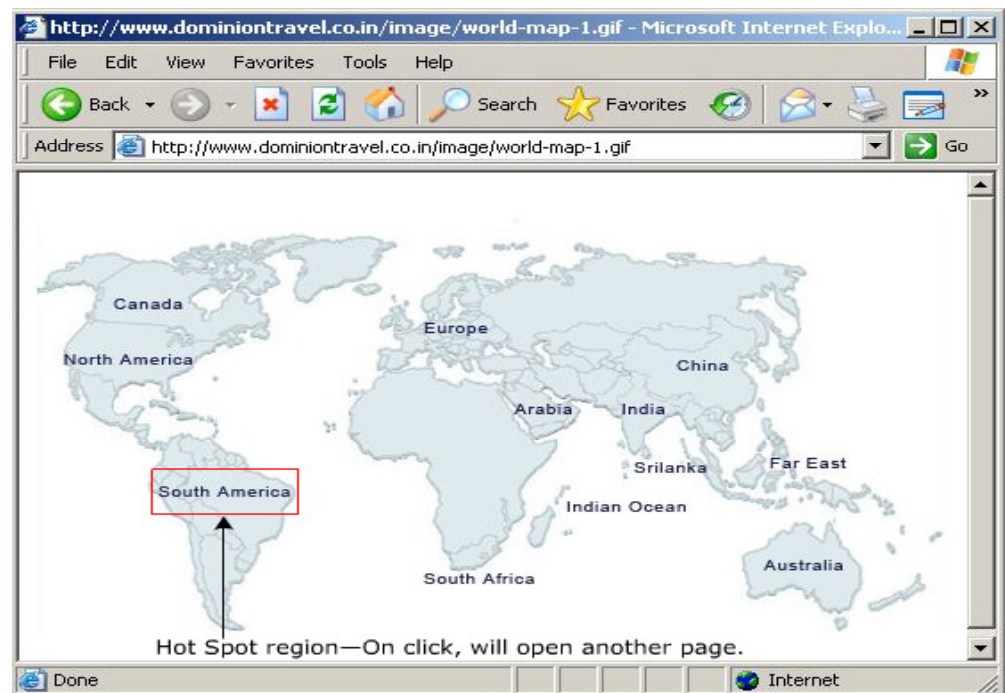 http://www.dominiontravel.co.in/image/world-map-1.gif - Microsoft Internet Explo...
File Edit View Favorites Tools Help
Back Search Favorites »
Address http://www.dominiontravel.co.in/image/world-map-1.gif Go
Canada
Europe
North America
China
Arabia India
Srilanka Far East
South America
Indian Ocean
Australia
South Africa
Hot Spot region—On click, will open another page.
Done Internet